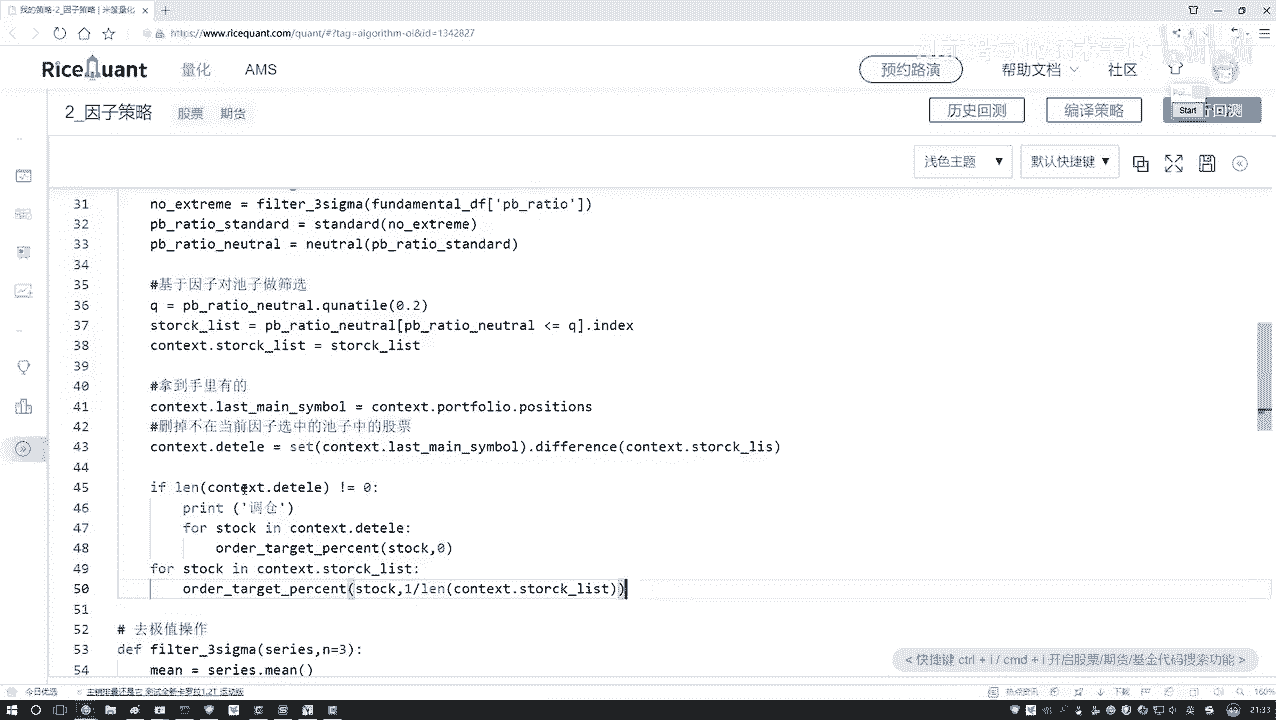 我的策略-2_因子策略 | 米筐量化
https://www.ricequant.com/quant/#?tag=algorithm-oi&id=1342827
RiceQuant 量化 AMS 预约路演 帮助文档 社区
2_因子策略 股票 期货 历史回测 编译策略 Start 回测
浅色主题 默认快捷键
31 no_extreme = filter_3sigma(fundamental_df['pb_ratio'])
32 pb_ratio_standard = standard(no_extreme)
33 pb_ratio_neutral = neutral(pb_ratio_standard)
34
35 #基于因子对池子做筛选
36 q = pb_ratio_neutral.qunatile(0.2)
37 storck_list = pb_ratio_neutral[pb_ratio_neutral <= q].index
38 context.storck_list = storck_list
39
40 #拿到手里有的
41 context.last_main_symbol = context.portfolio.positions
42 #删掉不在当前因子选中的池子中的股票
43 context.detele = set(context.last_main_symbol).difference(context.storck_lis)
44
45 if len(context.detele) != 0:
46 print ('调仓')
47 for stock in context.detele:
48 order_target_percent(stock,0)
49 for stock in context.storck_list:
50 order_target_percent(stock,1/len(context.storck_list))
51
52 # 去极值操作
53 def filter_3sigma(series,n=3):
54 mean = series.mean()
< 快捷键 ctrl + i / cmd + i 开启股票/期货/基金代码搜索功能 >
今日优选
21:33